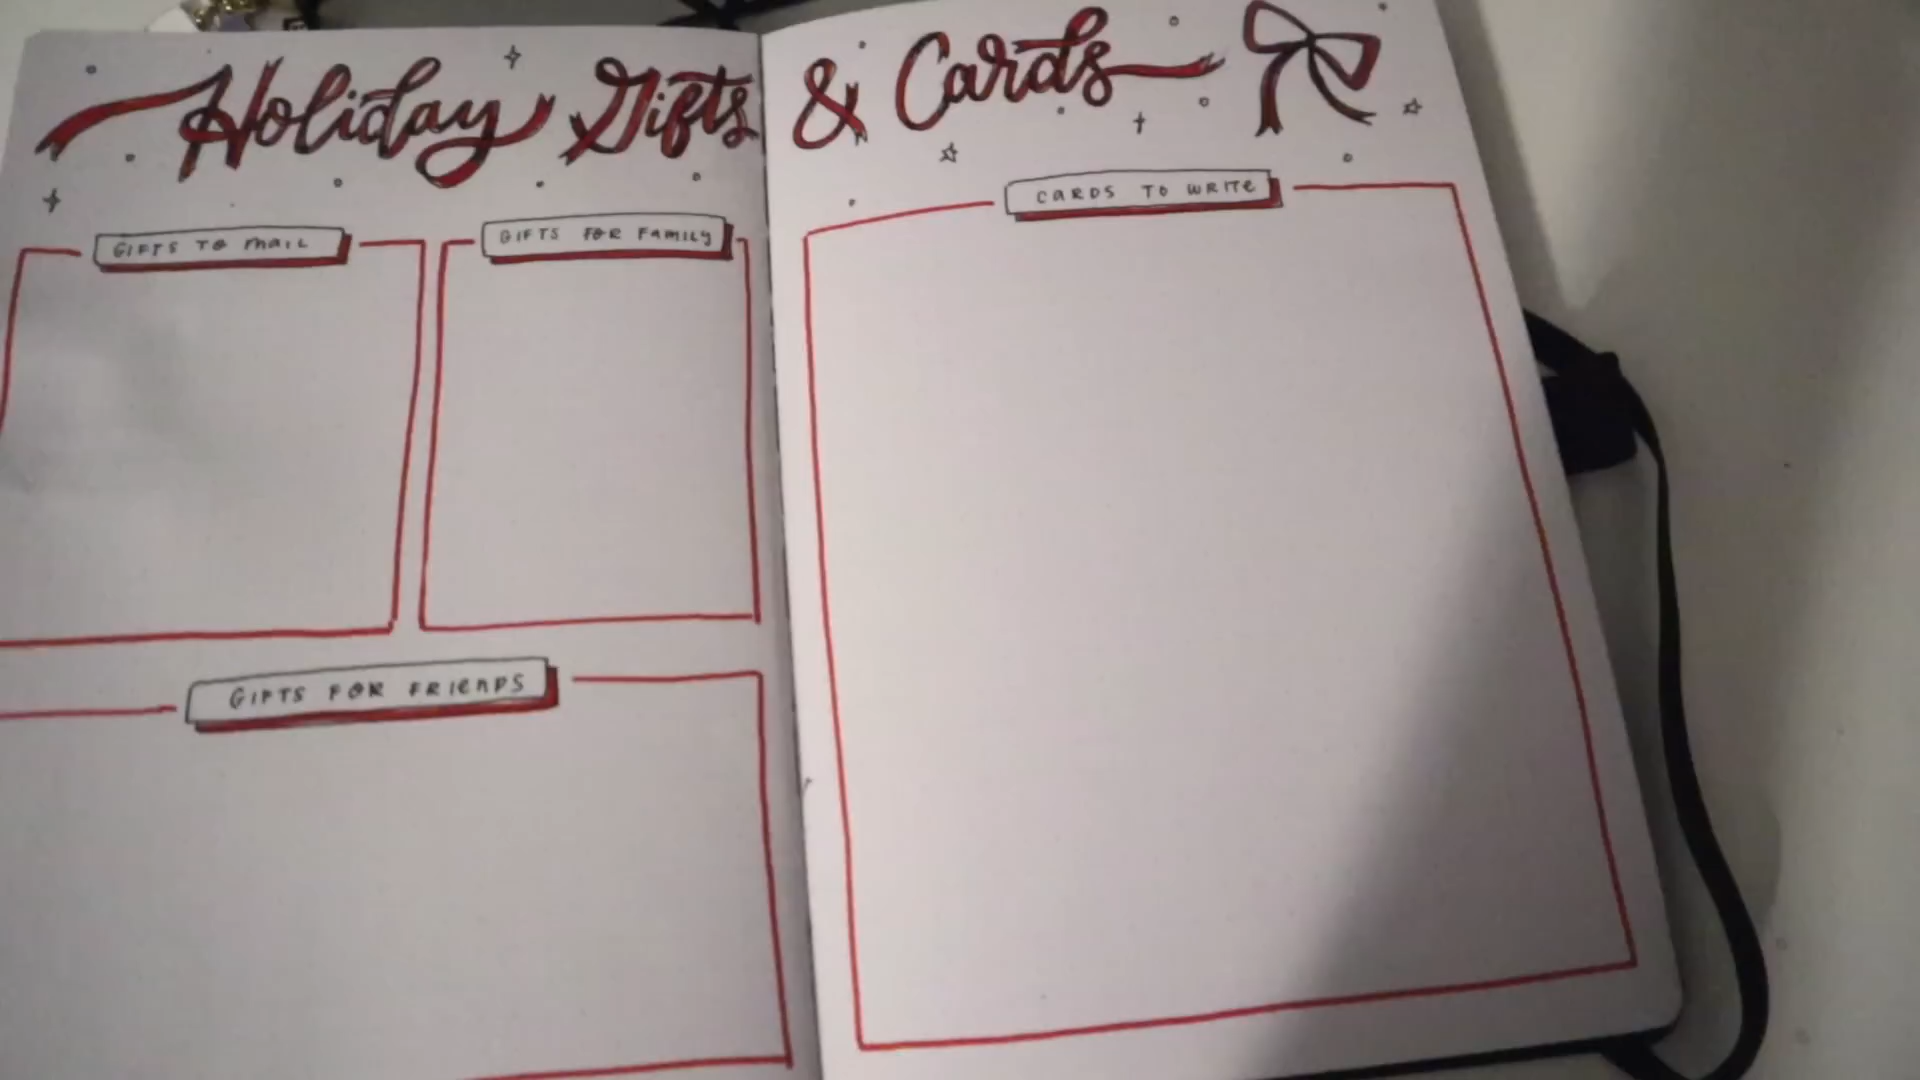 Holiday Gifts & Cards
GIFTS TO MAIL
GIFTS FOR FAMILY
CARDS TO WRITE
GIFTS FOR FRIENDS